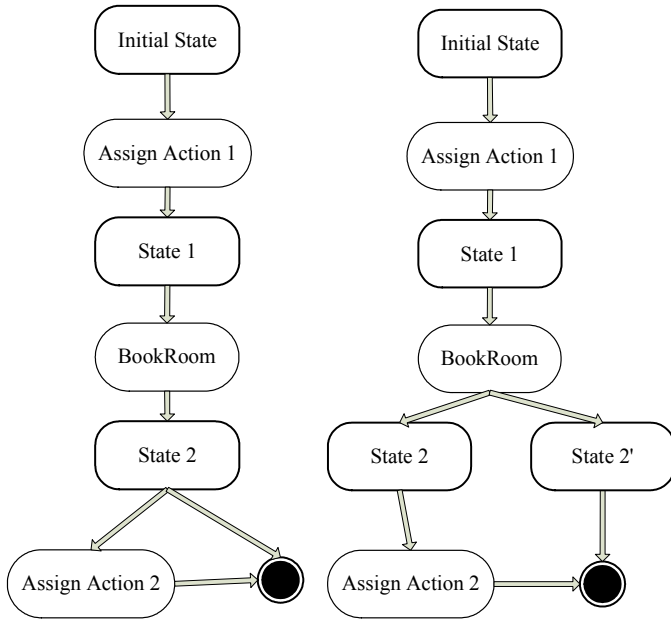 Initial State
Assign Action 1
State 1
BookRoom
State 2
Assign Action 2
Initial State
Assign Action 1
State 1
BookRoom
State 2
State 2'
Assign Action 2